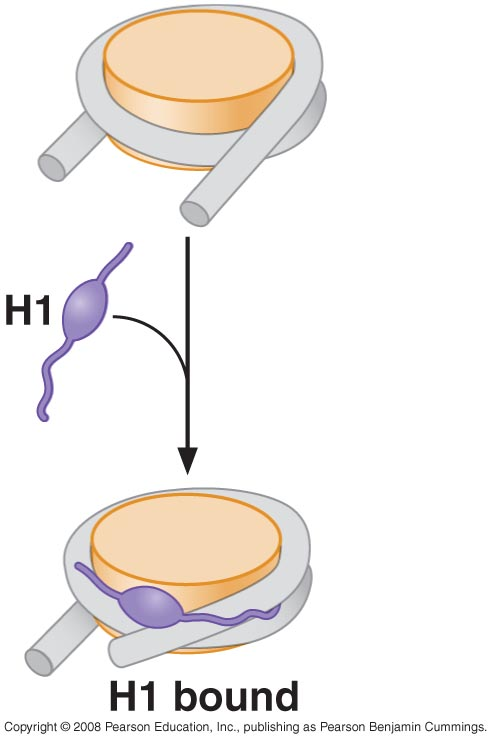 H1
H1 bound
Copyright © 2008 Pearson Education, Inc., publishing as Pearson Benjamin Cummings.